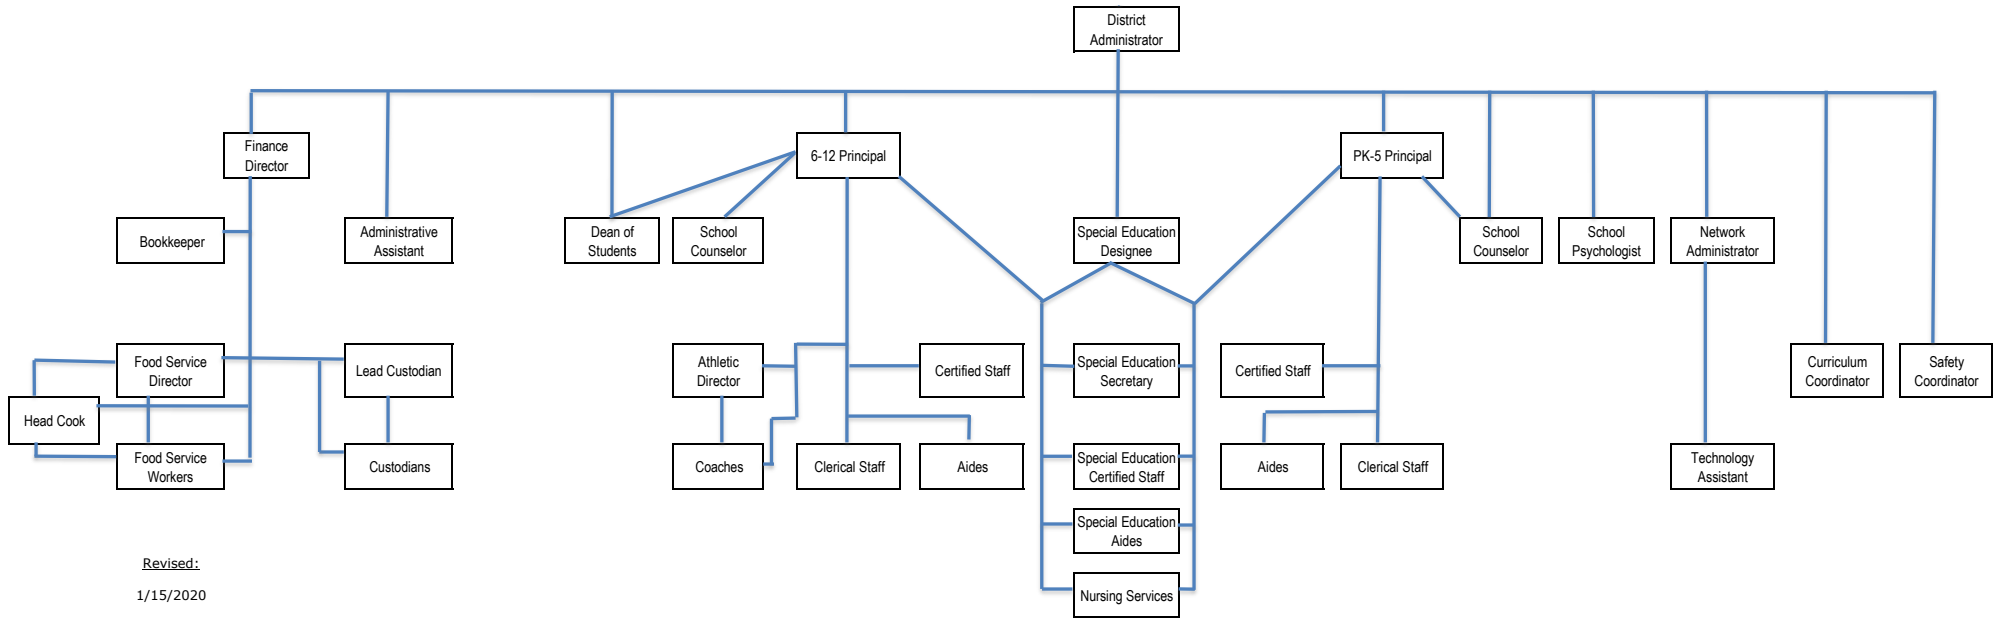 District
Administrator
Finance
Director
6-12 Principal
PK-5 Principal
Bookkeeper
Administrative
Assistant
Dean of
Students
School
Counselor
Special Education
Designee
School
Counselor
School
Psychologist
Network
Administrator
Food Service
Director
Lead Custodian
Athletic
Director
Certified Staff
Special Education
Secretary
Certified Staff
Curriculum
Coordinator
Safety
Coordinator
Head Cook
Food Service
Workers
Custodians
Coaches
Clerical Staff
Aides
Special Education
Certified Staff
Aides
Clerical Staff
Technology
Assistant
Special Education
Aides
Nursing Services
Revised:
1/15/2020